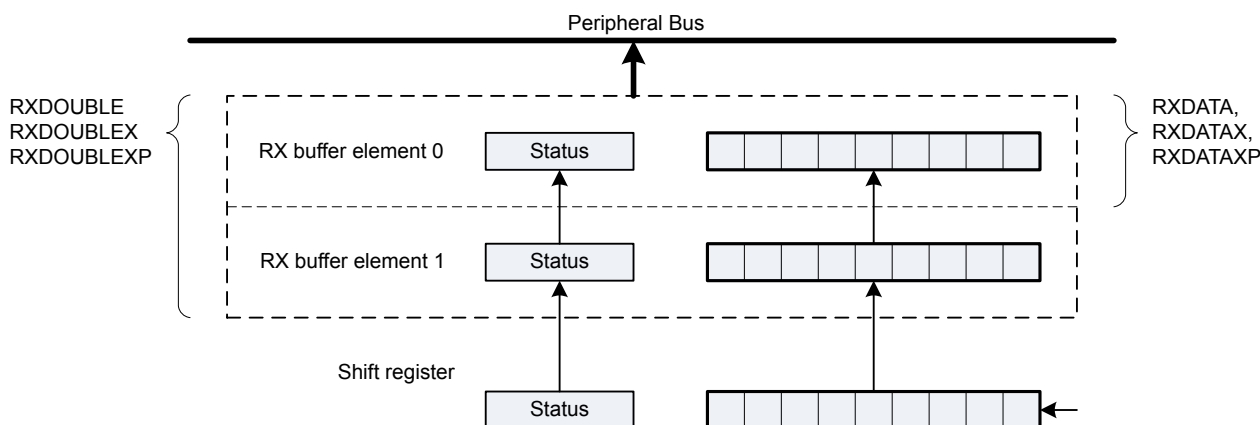 Peripheral Bus
RXDOUBLE
RXDOUBLEX
RXDOUBLEXP
RXDATA,
RXDATAX,
RXDATAXP
RX buffer element 0
Status
RX buffer element 1
Status
Shift register
Status